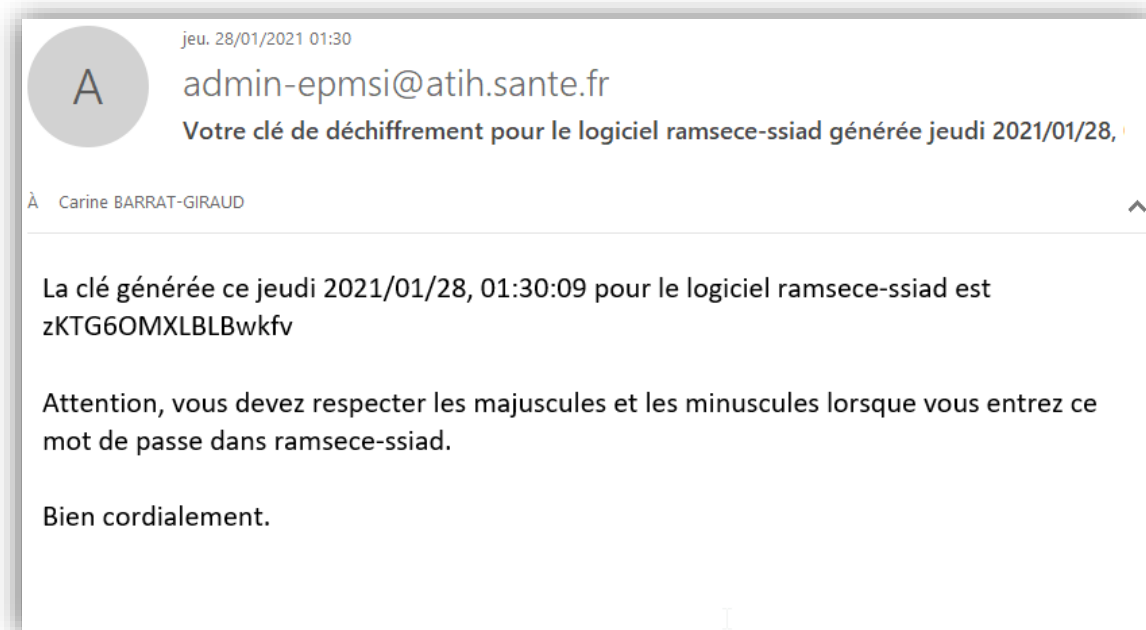 jeu. 28/01/2021 01:30
A
admin-epmsi@atih.sante.fr
Votre clé de déchiffrement pour le logiciel ramsece-ssiad générée jeudi 2021/01/28,
À Carine BARRAT-GIRAUD
La clé générée ce jeudi 2021/01/28, 01:30:09 pour le logiciel ramsece-ssiad est
zKTG6OMXLBLBwkfv
Attention, vous devez respecter les majuscules et les minuscules lorsque vous entrez ce
mot de passe dans ramsece-ssiad.
Bien cordialement.